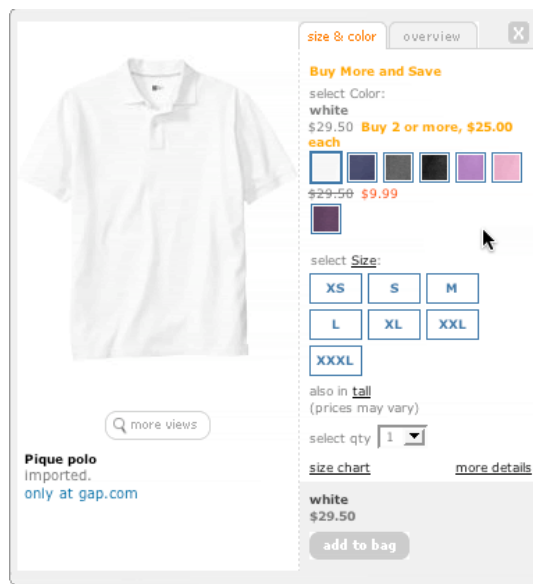 size & color
overview
X
Buy More and Save
select Color:
white
$29.50 Buy 2 or more, $25.00
each
$29.50 $9.99
select Size:
XS S M
L XL XXL
XXXL
also in tall
(prices may vary)
select qty 1
size chart more details
white
$29.50
add to bag
more views
Pique polo
imported.
only at gap.com